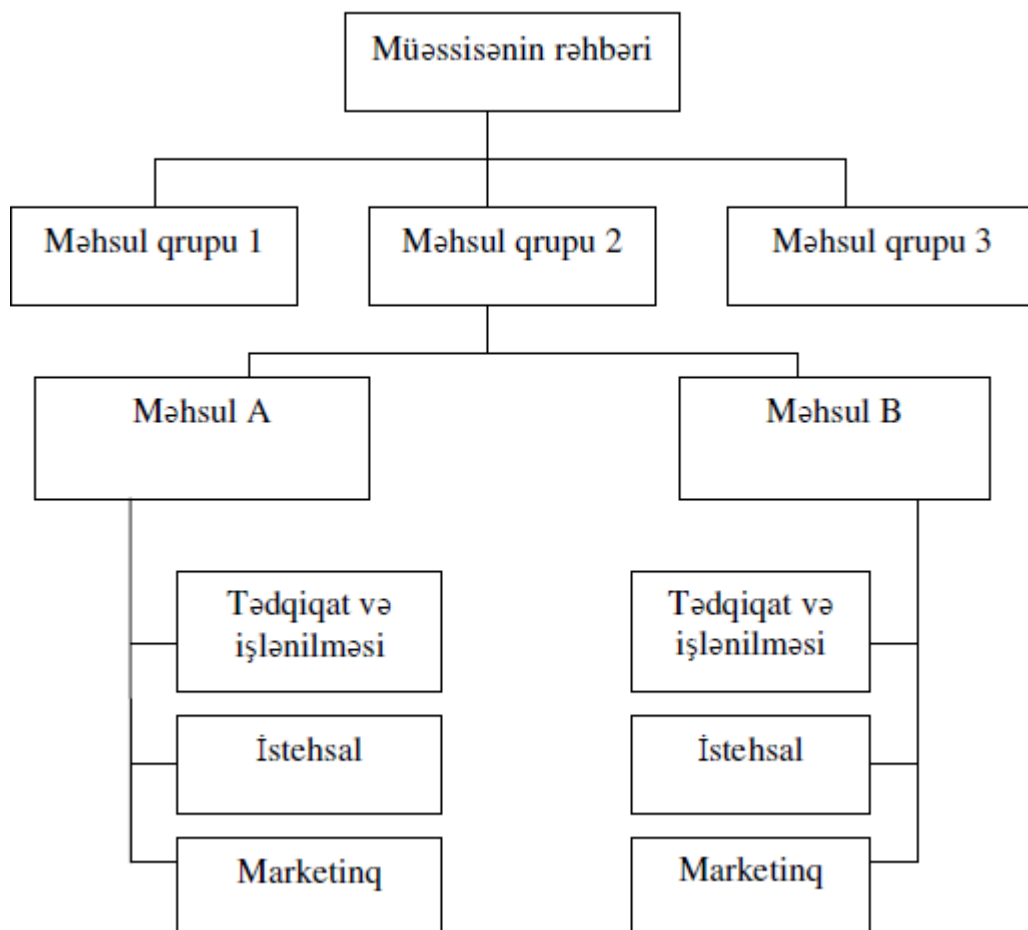 Müəssisənin rəhbəri
Məhsul qrupu 1
Məhsul qrupu 2
Məhsul qrupu 3
Məhsul A
Məhsul B
Tədqiqat və
işlənilməsi
İstehsal
Marketinq
Tədqiqat və
işlənilməsi
İstehsal
Marketinq